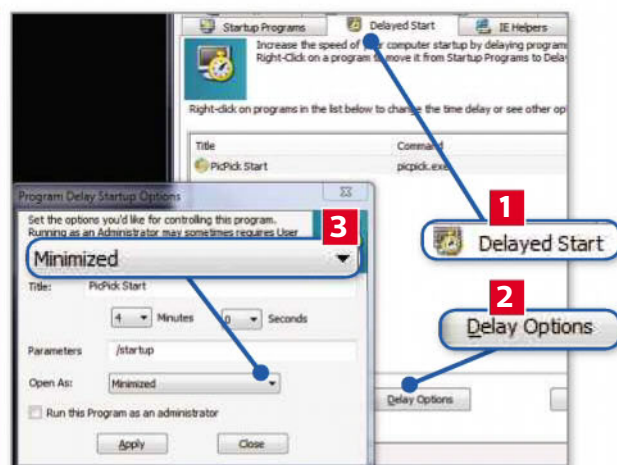 Startup Programs
Delayed Start
IE Helpers
Increase the speed of your computer startup by delaying program
Right-Click on a program to move it from Startup Programs to Dela
Right-click on programs in the list below to change the time delay or see other op
Title
Command
PicPick Start
picpick.exe
Program Delay Startup Options
Set the options you'd like for controlling this program.
Running as an Administrator may sometimes requires User
3
Minimized
1
Delayed Start
Title:
PicPick Start
4
Minutes
0
Seconds
2
Delay Options
Parameters
/startup
Open As:
Minimized
Delay Options
Run this Program as an administrator
Apply
Close